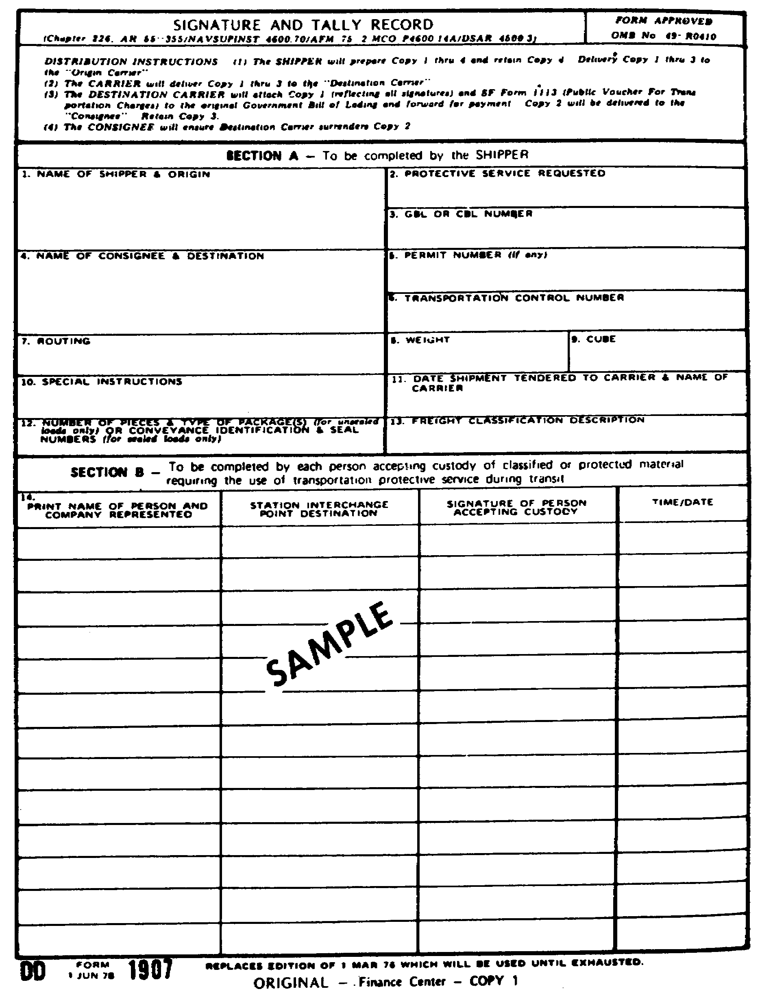 SIGNATURE AND TALLY RECORD
(Chapter 226, AR 55--355/NAVSUPINST 4600.70/AFM 75 2 MCO P4600 14A/DSAR 4500 3)
FORM APPROVED
OMB No 49- R0410
DISTRIBUTION INSTRUCTIONS (1) The SHIPPER will prepare Copy 1 thru 4 and retain Copy 4 Delivery Copy 1 thru 3 to
the "Origin Carrier"
(2) The CARRIER will deliver Copy 1 thru 3 to the "Destination Carrier"
(3) The DESTINATION CARRIER will attach Copy 1 (reflecting all signatures) and SF Form 1113 (Public Voucher For Trans
portation Charges) to the original Government Bill of Lading and forward for payment Copy 2 will be delivered to the
"Consignee" Retain Copy 3.
(4) The CONSIGNEE will ensure Destination Carrier surrenders Copy 2
SECTION A – To be completed by the SHIPPER
1. NAME OF SHIPPER & ORIGIN
2. PROTECTIVE SERVICE REQUESTED
3. GBL OR CBL NUMBER
4. NAME OF CONSIGNEE & DESTINATION
5. PERMIT NUMBER (if any)
6. TRANSPORTATION CONTROL NUMBER
7. ROUTING
8. WEIGHT
9. CUBE
10. SPECIAL INSTRUCTIONS
11. DATE SHIPMENT TENDERED TO CARRIER & NAME OF
CARRIER
12. NUMBER OF PIECES & TYPE OF PACKAGE(S) (for unsealed
loads only) OR CONVEYANCE IDENTIFICATION & SEAL
NUMBERS (for sealed loads only)
13. FREIGHT CLASSIFICATION DESCRIPTION
SECTION B – To be completed by each person accepting custody of classified or protected material
requiring the use of transportation protective service during transit
14.
PRINT NAME OF PERSON AND
COMPANY REPRESENTED
STATION INTERCHANGE
POINT DESTINATION
SIGNATURE OF PERSON
ACCEPTING CUSTODY
TIME/DATE
SAMPLE
DD FORM 1907
1 JUN 78
REPLACES EDITION OF 1 MAR 76 WHICH WILL BE USED UNTIL EXHAUSTED.
ORIGINAL – Finance Center – COPY 1